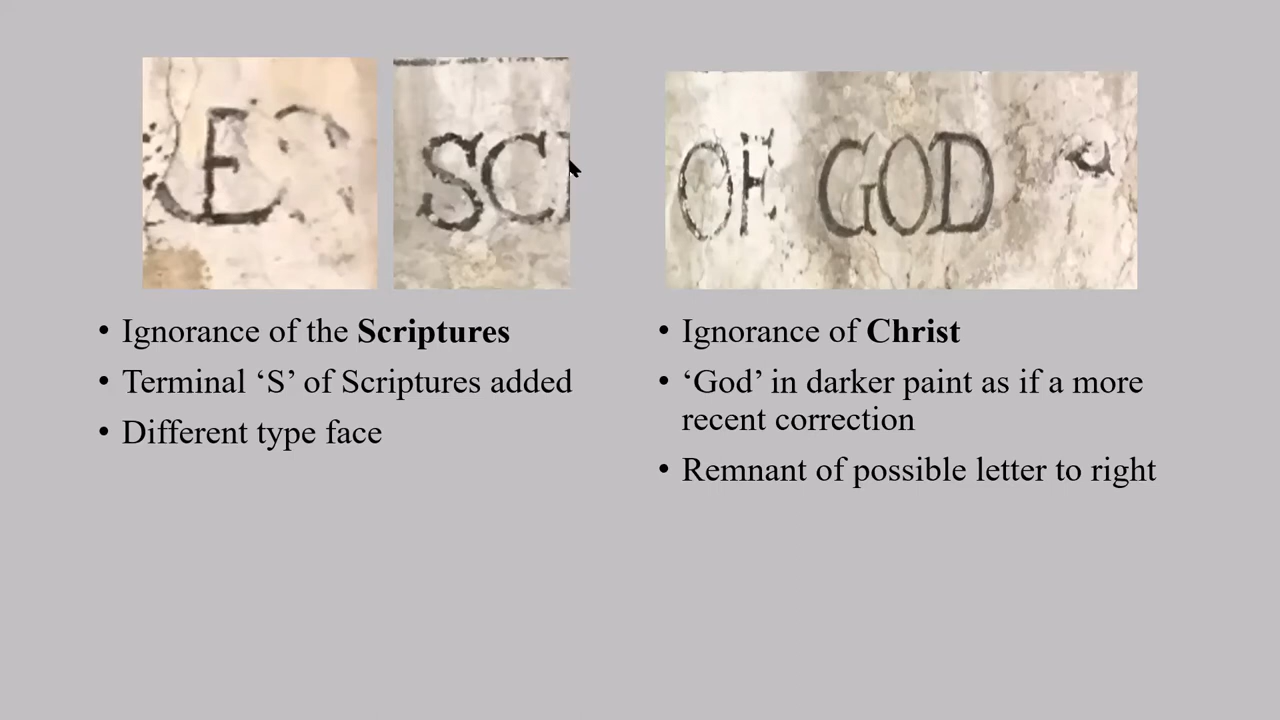 E
SC
OF GOD
• Ignorance of the Scriptures
• Terminal ‘S’ of Scriptures added
• Different type face
• Ignorance of Christ
• ‘God’ in darker paint as if a more
recent correction
• Remnant of possible letter to right